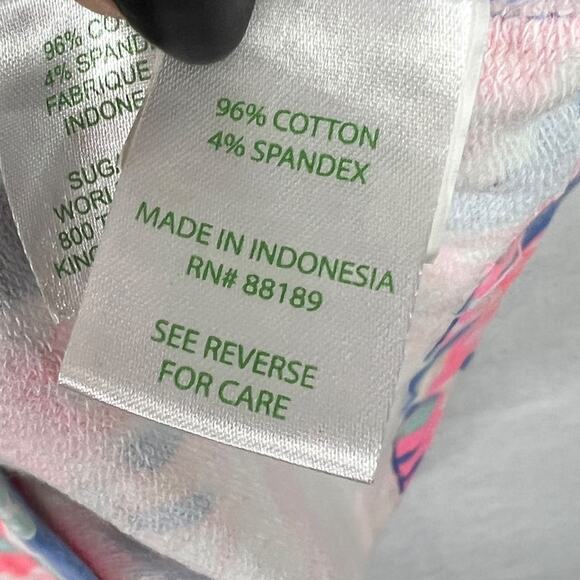 96% COTTON
4% SPANDEX
MADE IN INDONESIA
RN# 88189
SEE REVERSE
FOR CARE
96% CO
4% SPAND
FABRIQUE
INDONE
SUG
WOR
800
KING